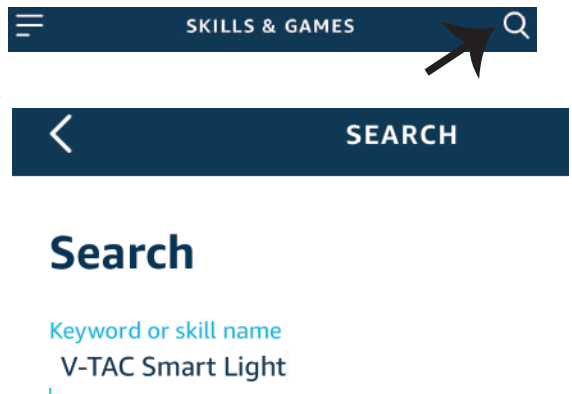 SKILLS & GAMES
SEARCH
Search
Keyword or skill name
V-TAC Smart Light